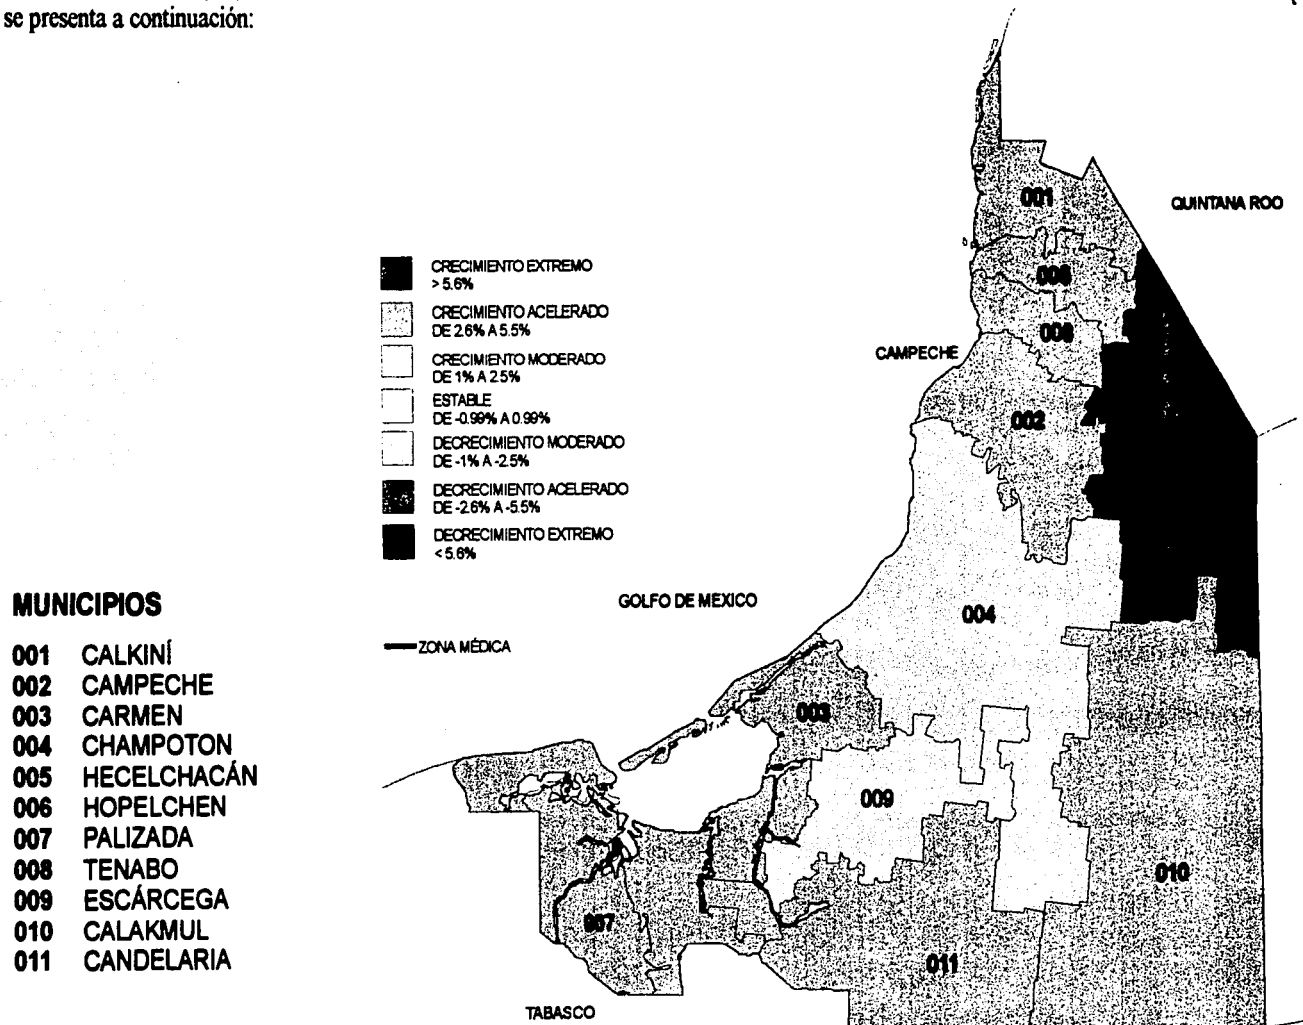 se presenta a continuación:
QUINTANA ROO
CRECIMIENTO EXTREMO
> 5.6%
CRECIMIENTO ACELERADO
DE 2.6% A 5.5%
CRECIMIENTO MODERADO
DE 1% A 2.5%
ESTABLE
DE -0.99% A 0.99%
DECRECIMIENTO MODERADO
DE -1% A -2.5%
DECRECIMIENTO ACELERADO
DE -2.6% A -5.5%
DECRECIMIENTO EXTREMO
< 5.6%
CAMPECHE
GOLFO DE MEXICO
ZONA MÉDICA
TABASCO
001
008
002
004
003
009
010
007
011
MUNICIPIOS
001 CALKINÍ
002 CAMPECHE
003 CARMEN
004 CHAMPOTON
005 HECELCHACÁN
006 HOPELCHEN
007 PALIZADA
008 TENABO
009 ESCÁRCEGA
010 CALAKMUL
011 CANDELARIA